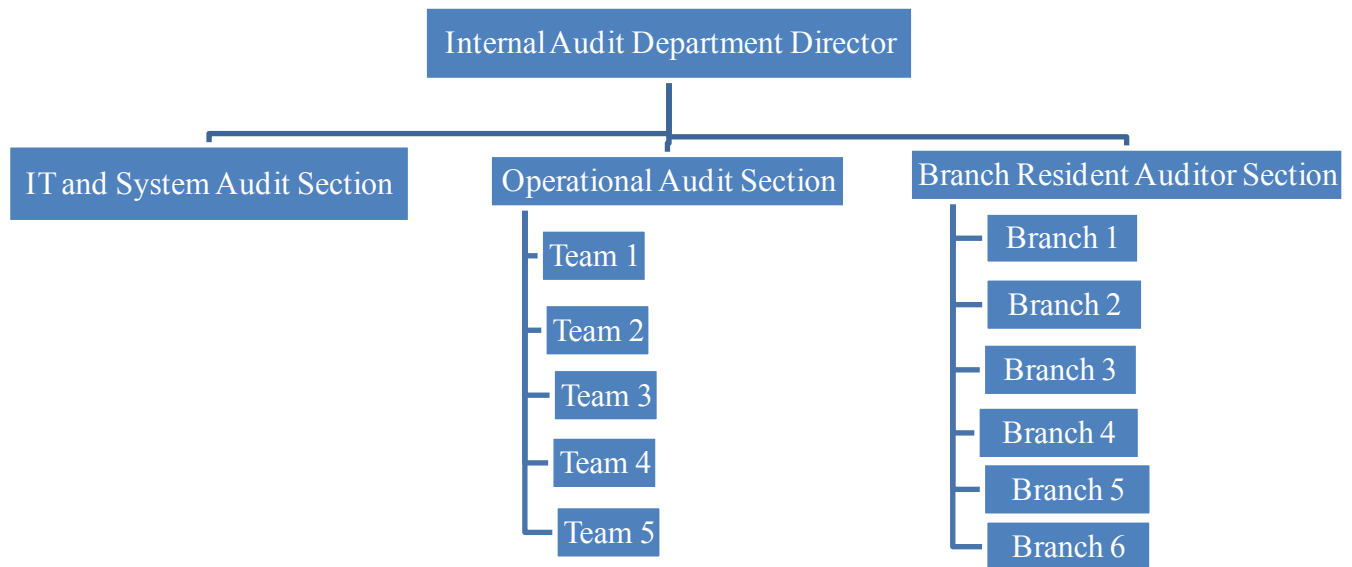 Internal Audit Department Director
IT and System Audit Section
Operational Audit Section
Team 1
Team 2
Team 3
Team 4
Team 5
Branch Resident Auditor Section
Branch 1
Branch 2
Branch 3
Branch 4
Branch 5
Branch 6